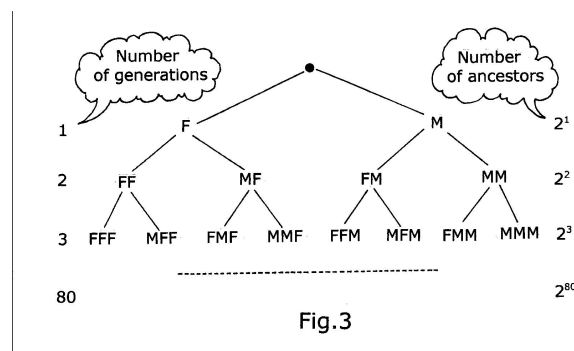 Number
of generations
Number
of ancestors
1 F M 2¹
2 FF MF FM MM 2²
3 FFF MFF FMF MMF FFM MFM FMM MMM 2³
80 2⁸⁰
Fig.3